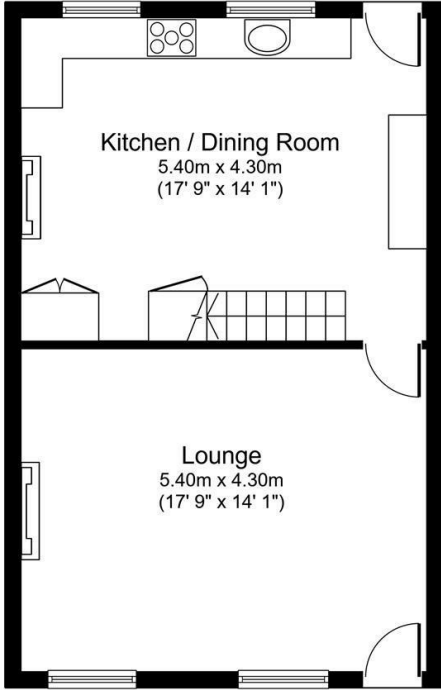 Kitchen / Dining Room
5.40m x 4.30m
(17' 9" x 14' 1")
Lounge
5.40m x 4.30m
(17' 9" x 14' 1")